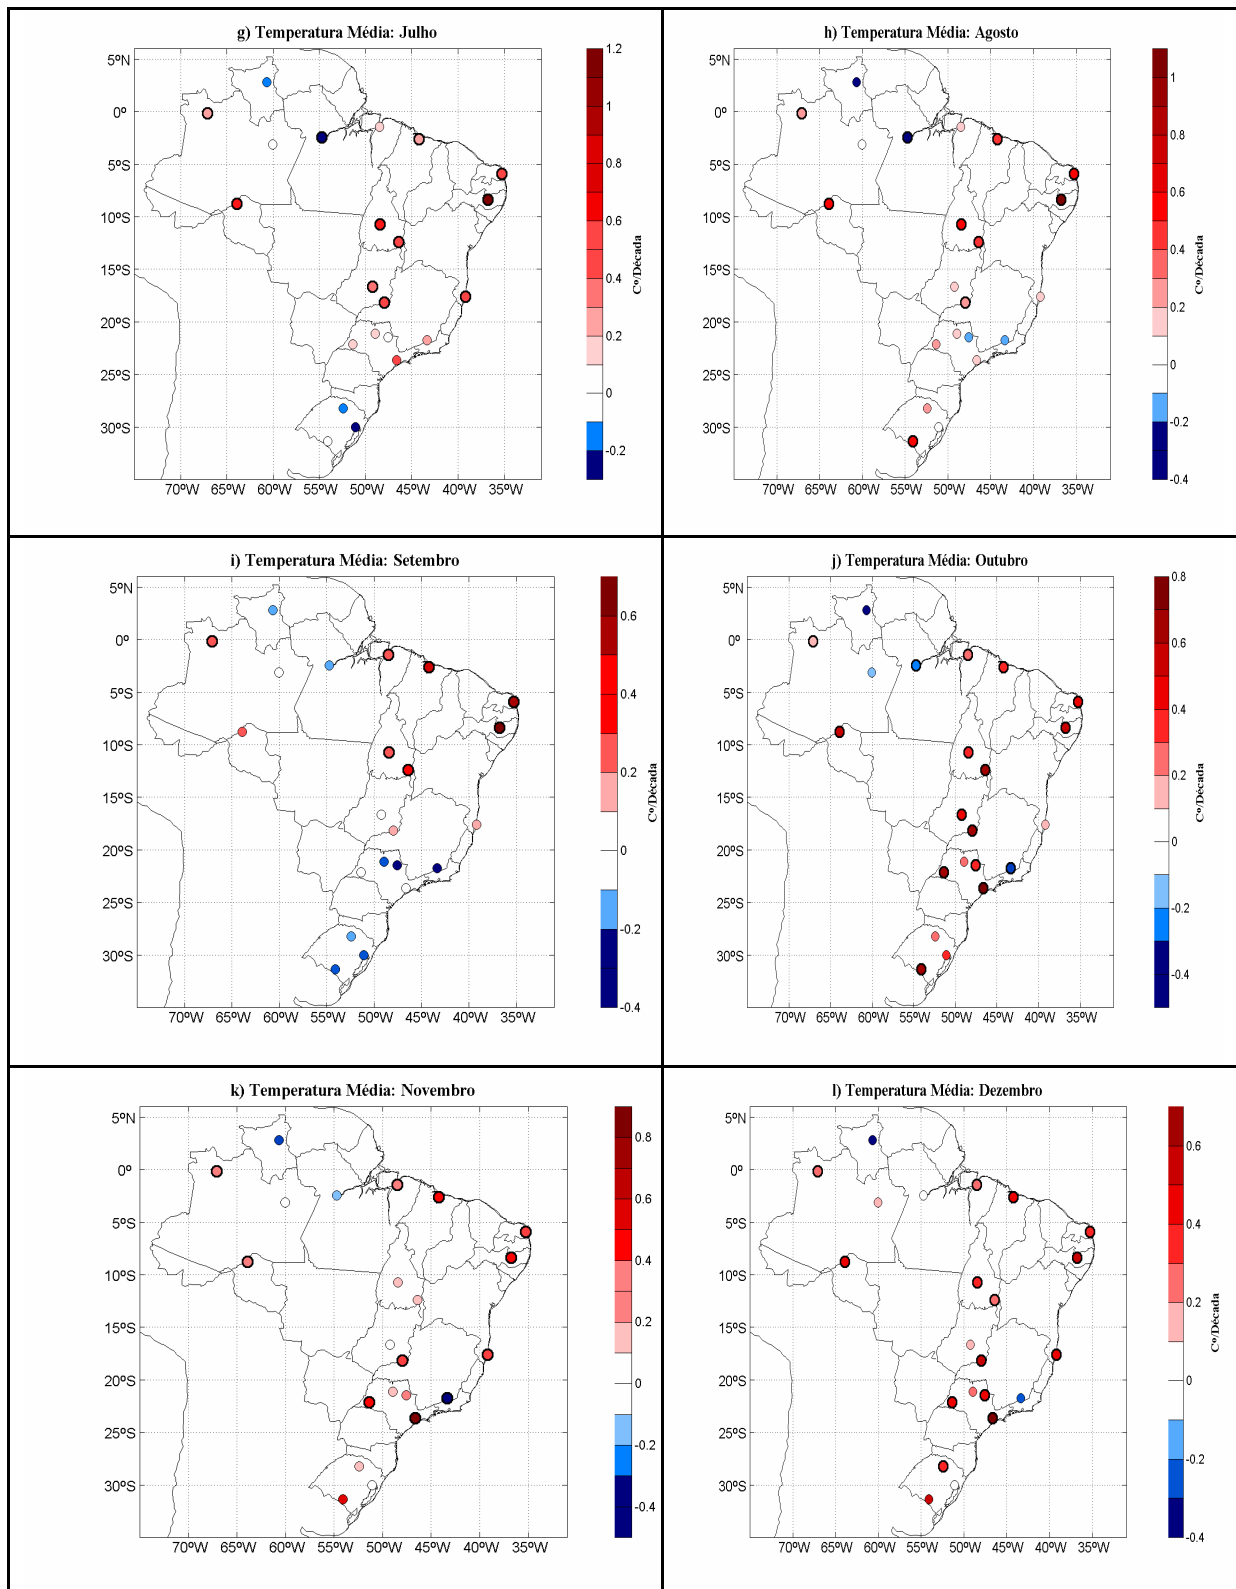 g) Temperatura Média: Julho
5ºN
0º
5ºS
10ºS
15ºS
20ºS
25ºS
30ºS
70ºW 65ºW 60ºW 55ºW 50ºW 45ºW 40ºW 35ºW
1.2
1
0.8
0.6
0.4
0.2
0
-0.2
Cº/Década
h) Temperatura Média: Agosto
5ºN
0º
5ºS
10ºS
15ºS
20ºS
25ºS
30ºS
70ºW 65ºW 60ºW 55ºW 50ºW 45ºW 40ºW 35ºW
1
0.8
0.6
0.4
0.2
0
-0.2
-0.4
Cº/Década
i) Temperatura Média: Setembro
5ºN
0º
5ºS
10ºS
15ºS
20ºS
25ºS
30ºS
70ºW 65ºW 60ºW 55ºW 50ºW 45ºW 40ºW 35ºW
0.6
0.4
0.2
0
-0.2
-0.4
Cº/Década
j) Temperatura Média: Outubro
5ºN
0º
5ºS
10ºS
15ºS
20ºS
25ºS
30ºS
70ºW 65ºW 60ºW 55ºW 50ºW 45ºW 40ºW 35ºW
0.8
0.6
0.4
0.2
0
-0.2
-0.4
Cº/Década
k) Temperatura Média: Novembro
5ºN
0º
5ºS
10ºS
15ºS
20ºS
25ºS
30ºS
70ºW 65ºW 60ºW 55ºW 50ºW 45ºW 40ºW 35ºW
0.8
0.6
0.4
0.2
0
-0.2
-0.4
Cº/Década
l) Temperatura Média: Dezembro
5ºN
0º
5ºS
10ºS
15ºS
20ºS
25ºS
30ºS
70ºW 65ºW 60ºW 55ºW 50ºW 45ºW 40ºW 35ºW
0.6
0.4
0.2
0
-0.2
-0.4
Cº/Década